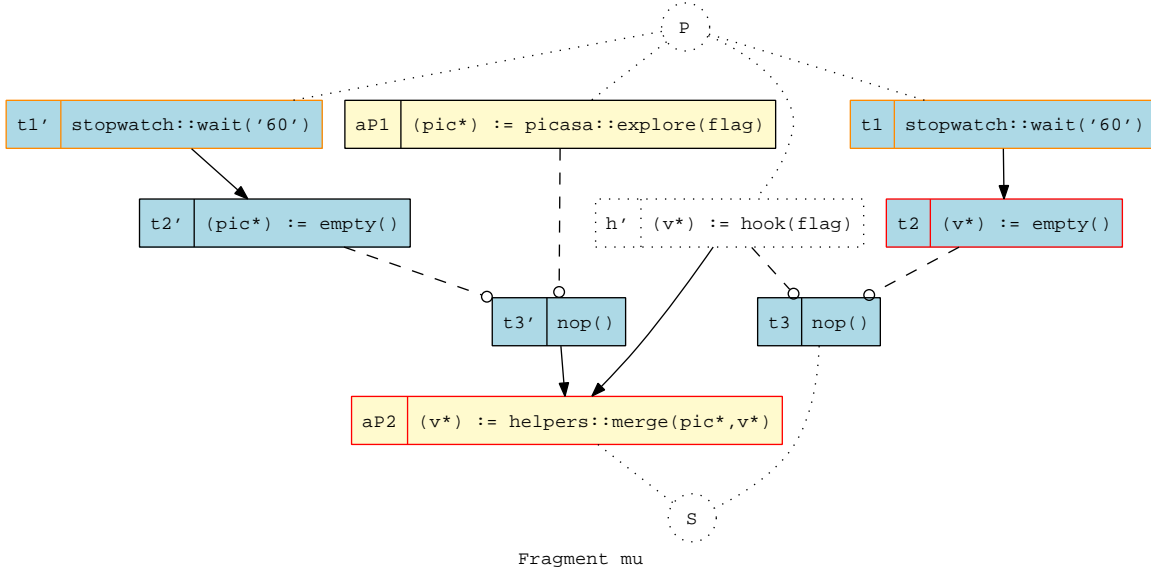 P
t1′ stopwatch::wait(′60′)
aP1 (pic*) := picasa::explore(flag)
t1 stopwatch::wait(′60′)
t2′ (pic*) := empty()
h′ (v*) := hook(flag)
t2 (v*) := empty()
t3′ nop()
t3 nop()
aP2 (v*) := helpers::merge(pic*,v*)
S
Fragment mu